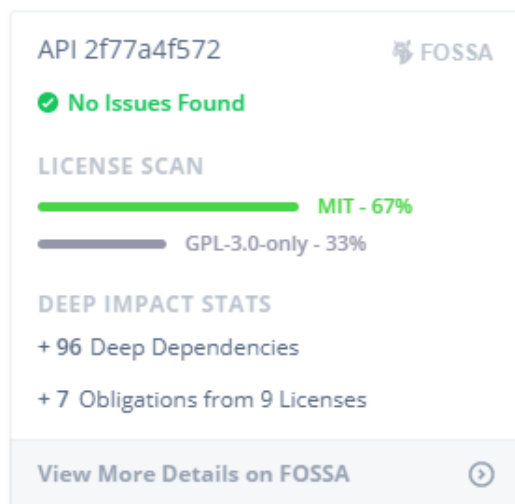 API 2f77a4f572
FOSSA
No Issues Found
LICENSE SCAN
MIT - 67%
GPL-3.0-only - 33%
DEEP IMPACT STATS
+ 96 Deep Dependencies
+ 7 Obligations from 9 Licenses
View More Details on FOSSA